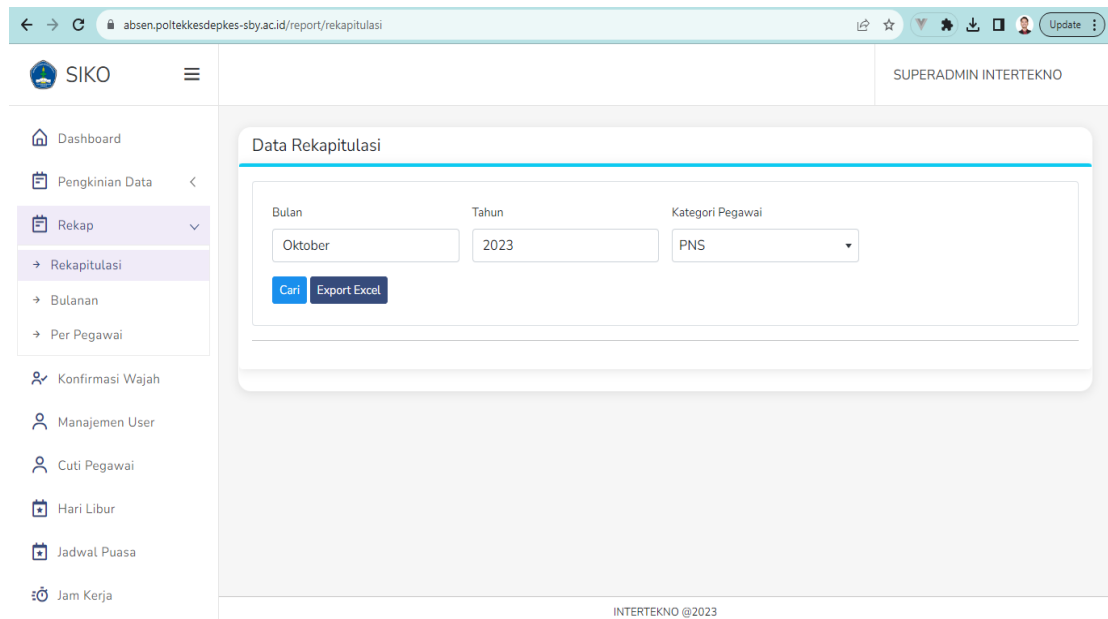 absen.poltekkesdepkes-sby.ac.id/report/rekapitulasi
Update
SIKO
SUPERADMIN INTERTEKNO
Dashboard
Pengkinian Data
Rekap
Rekapitulasi
Bulanan
Per Pegawai
Konfirmasi Wajah
Manajemen User
Cuti Pegawai
Hari Libur
Jadwal Puasa
Jam Kerja
Data Rekapitulasi
Bulan Tahun Kategori Pegawai
Oktober 2023 PNS
Cari Export Excel
INTERTEKNO @2023